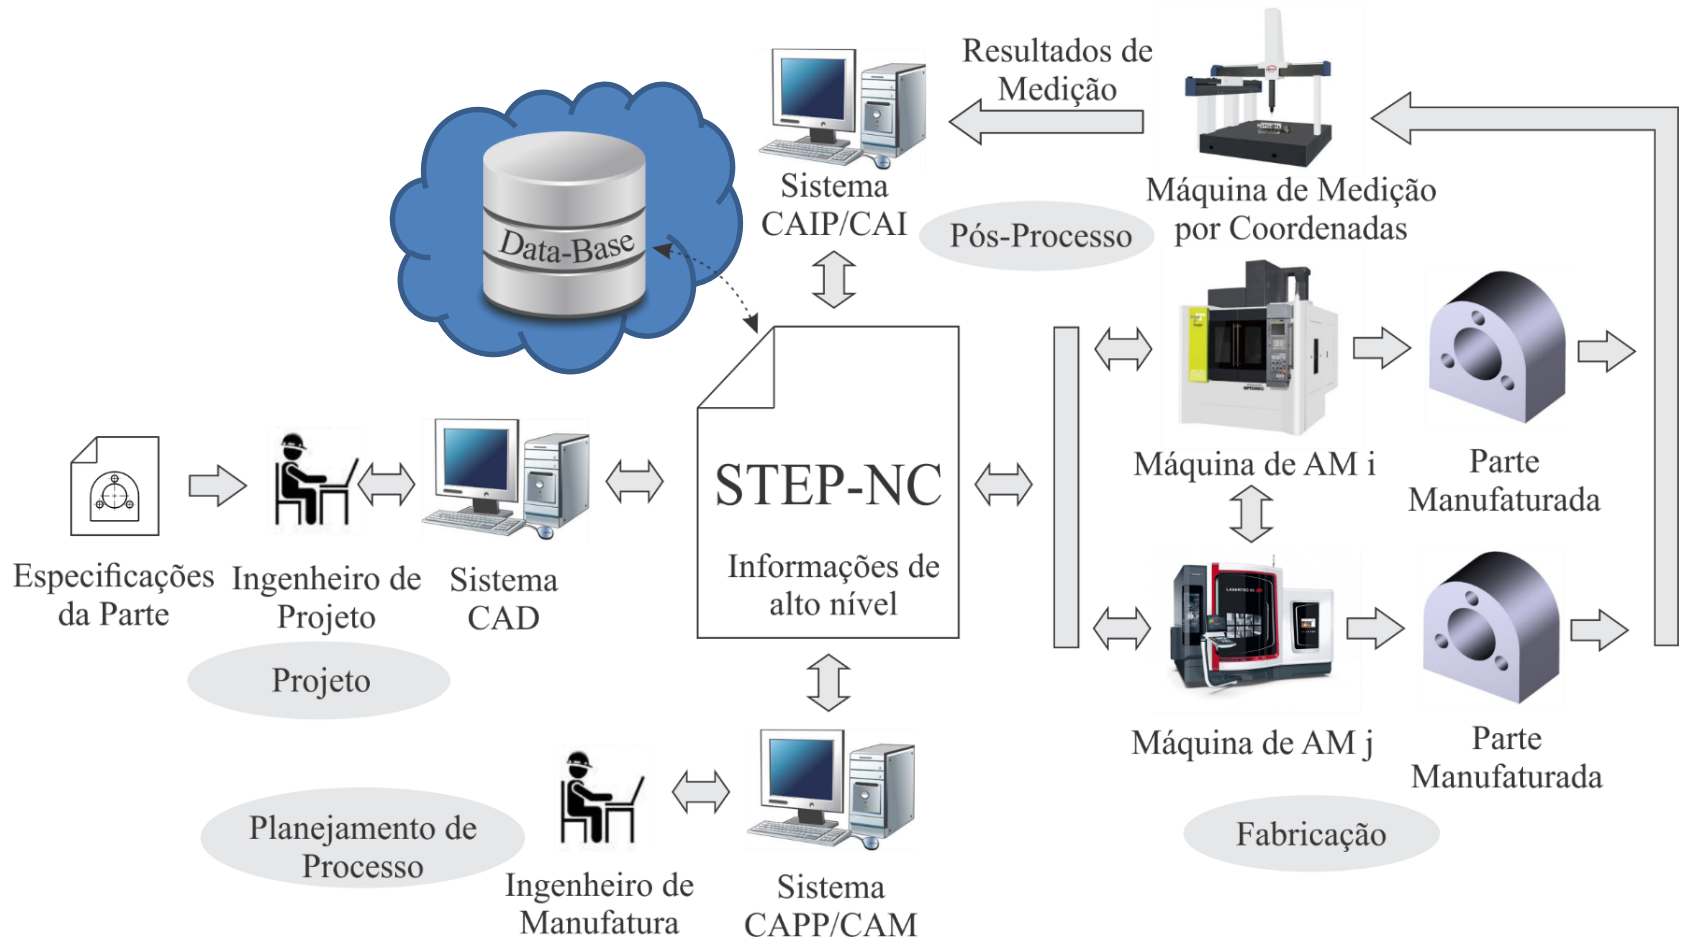 Resultados de
Medição
Sistema
CAIP/CAI
Máquina de Medição
por Coordenadas
Pós-Processo
Data-Base
STEP-NC
Informações de
alto nível
Especificações
da Parte
Ingenheiro de
Projeto
Sistema
CAD
Projeto
Máquina de AM i
Parte
Manufaturada
Máquina de AM j
Parte
Manufaturada
Fabricação
Planejamento de
Processo
Ingenheiro de
Manufatura
Sistema
CAPP/CAM